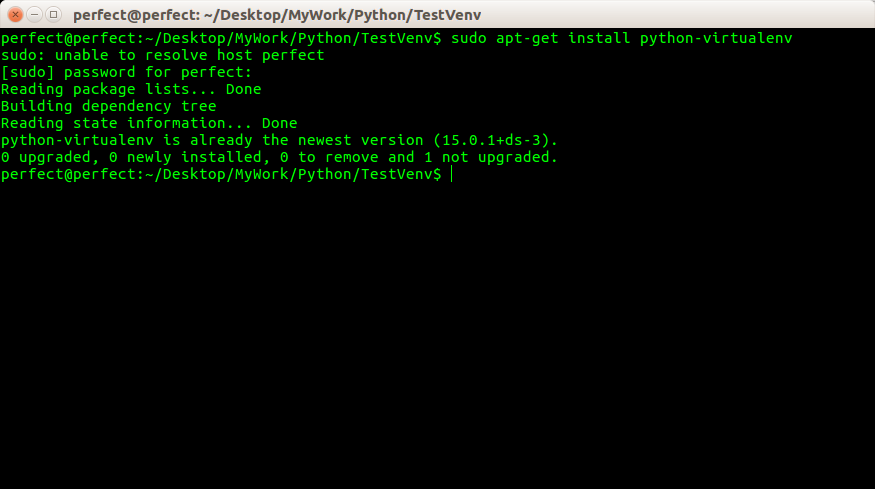 perfect@perfect: ~/Desktop/MyWork/Python/TestVenv
perfect@perfect:~/Desktop/MyWork/Python/TestVenv$ sudo apt-get install python-virtualenv
sudo: unable to resolve host perfect
[sudo] password for perfect:
Reading package lists... Done
Building dependency tree
Reading state information... Done
python-virtualenv is already the newest version (15.0.1+ds-3).
0 upgraded, 0 newly installed, 0 to remove and 1 not upgraded.
perfect@perfect:~/Desktop/MyWork/Python/TestVenv$